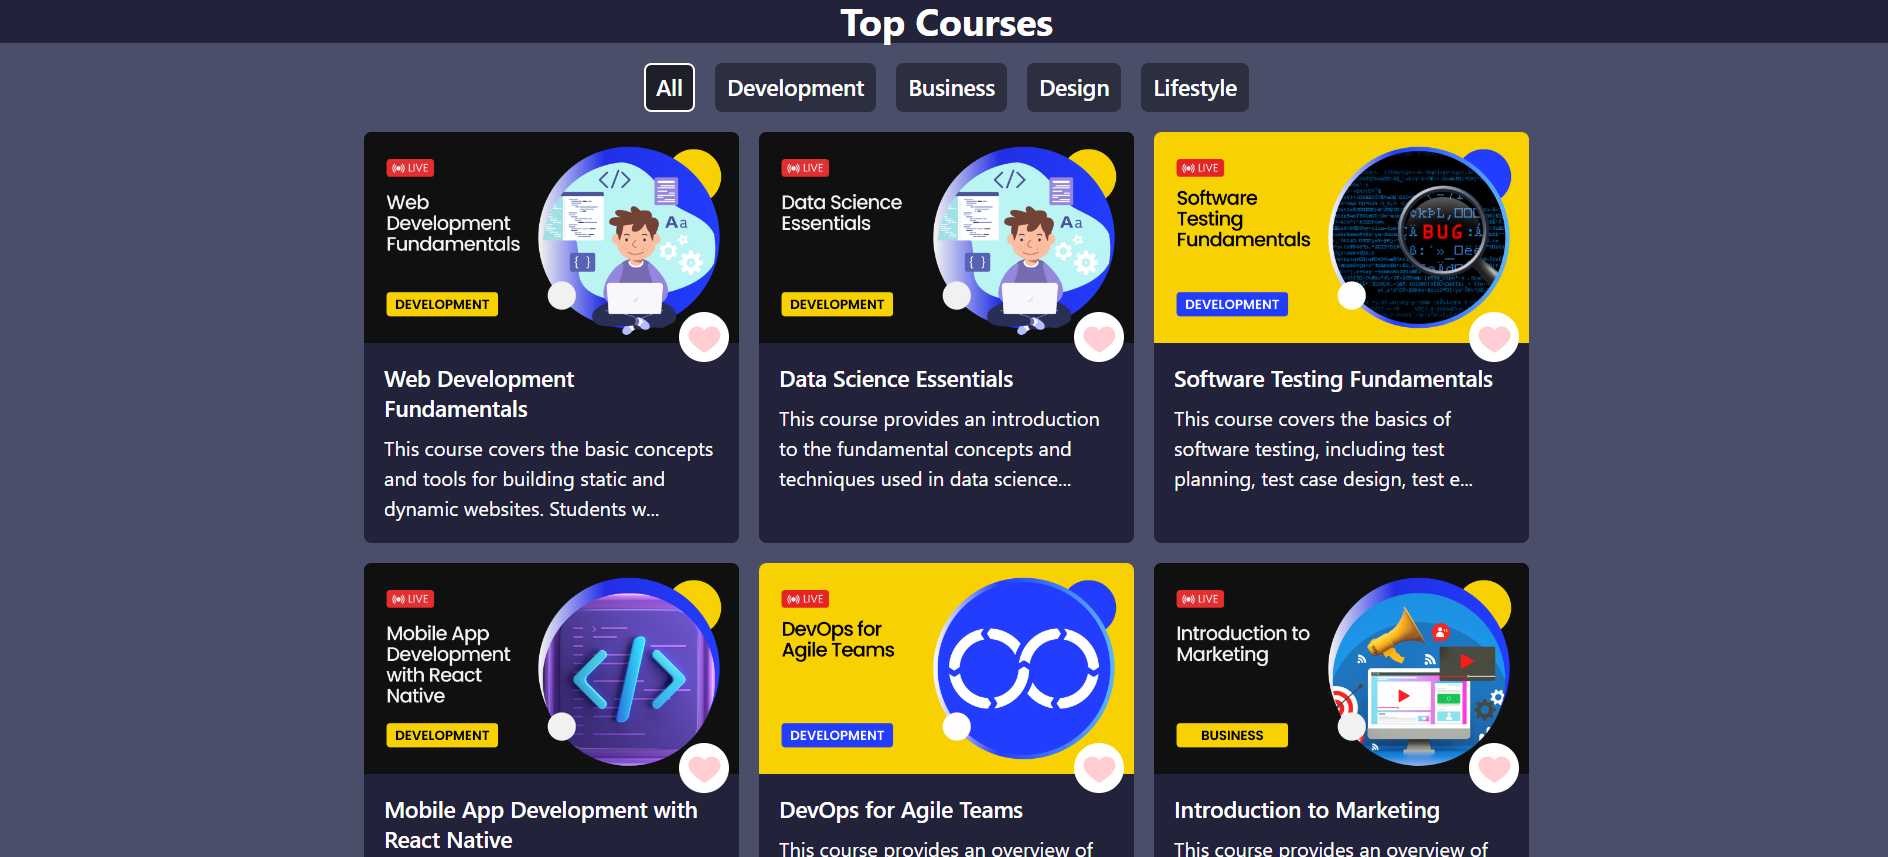 Top Courses
All
Development
Business
Design
Lifestyle
LIVE
Web
Development
Fundamentals
Aa
DEVELOPMENT
Web Development
Fundamentals
This course covers the basic concepts
and tools for building static and
dynamic websites. Students w...
LIVE
Data Science
Essentials
Aa
DEVELOPMENT
Data Science Essentials
This course provides an introduction
to the fundamental concepts and
techniques used in data science...
LIVE
Software
Testing
Fundamentals
BUG
DEVELOPMENT
Software Testing Fundamentals
This course covers the basics of
software testing, including test
planning, test case design, test e...
LIVE
Mobile App
Development
with React
Native
DEVELOPMENT
Mobile App Development with
React Native
LIVE
DevOps for
Agile Teams
DEVELOPMENT
DevOps for Agile Teams
This course provides an overview of
LIVE
Introduction to
Marketing
BUSINESS
Introduction to Marketing
This course provides an overview of